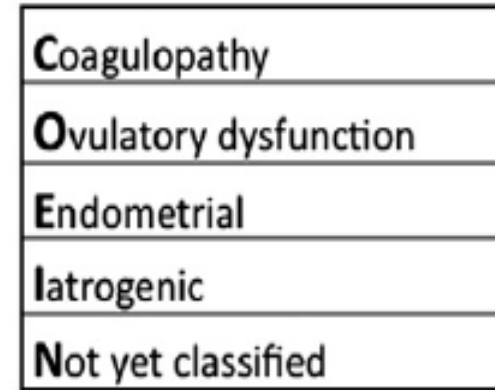 Coagulopathy
Ovulatory dysfunction
Endometrial
Iatrogenic
Not yet classified